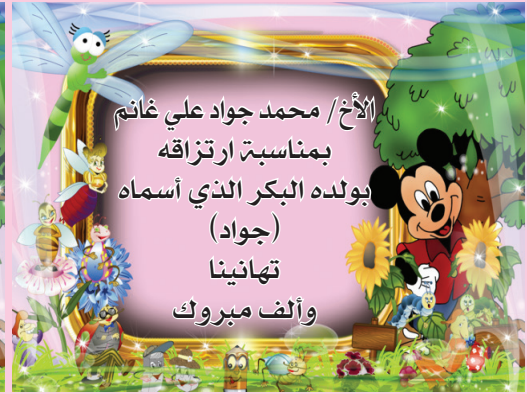 الأخ/ محمد جواد علي غانم
بمناسبة ارتزاقه
بولده البكر الذي أسماه
(جواد)
تهانينا
وألف مبروك